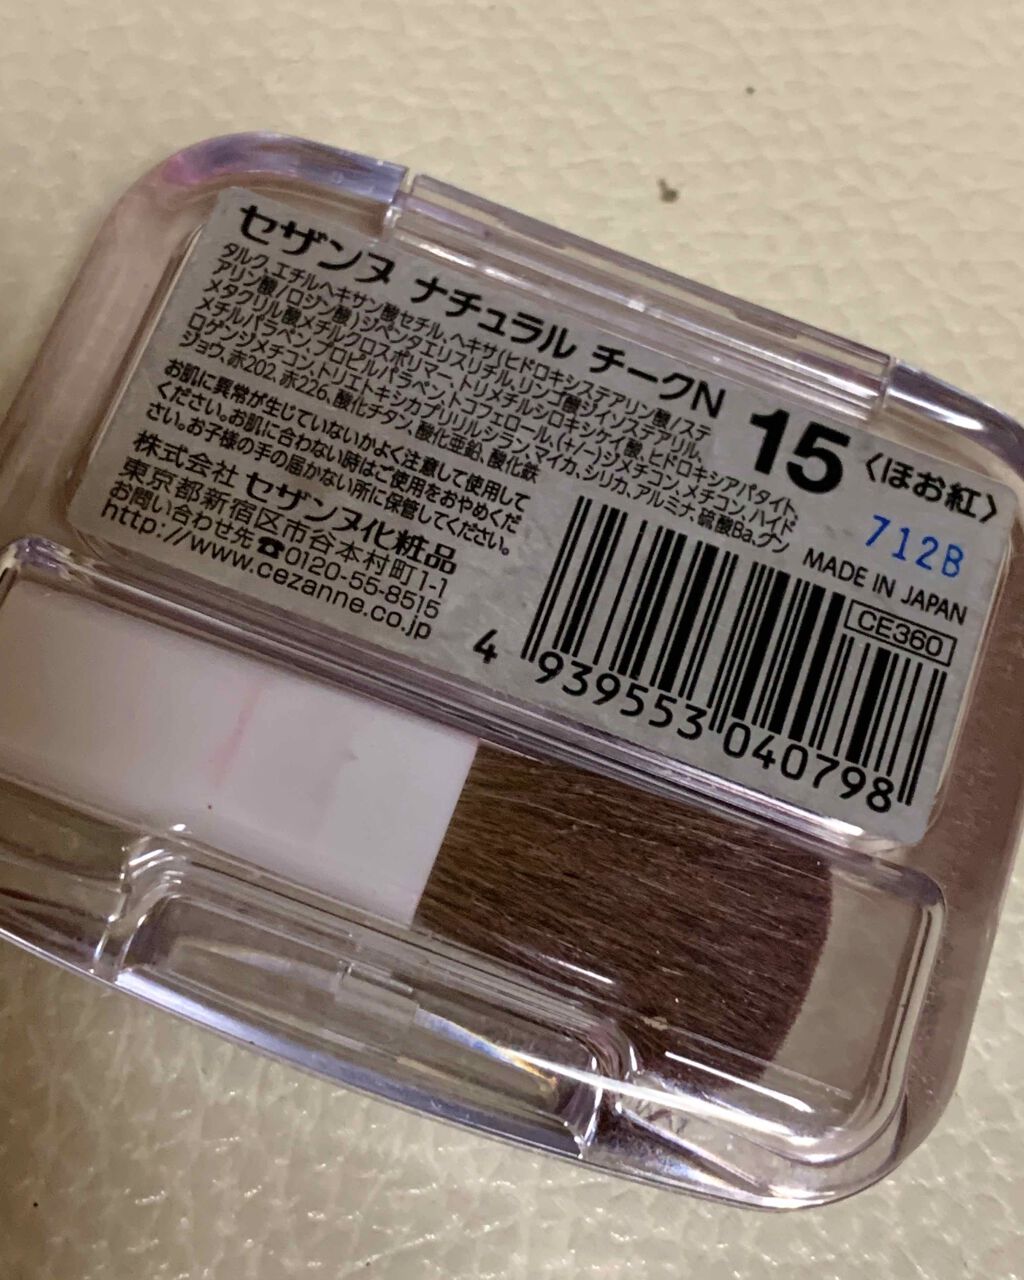 セザンヌ ナチュラル チークN 15 〈ほお紅〉
タルク、エチルヘキサン酸セチル、ヘキサ(ヒドロキシステアリン酸/ステ
アリン酸/ロジン酸)ジペンタエリスリチル、リンゴ酸ジイソステアリル、
メタクリル酸メチルクロスポリマー、トリメチルシロキシケイ酸、ヒドロキシアパタイト、
メチルパラベン、プロピルパラベン、トコフェロール、(+/-)ジメチコン、メチコン、ハイド
ロゲンジメチコン、トリエトキシカプリリルシラン、マイカ、シリカ、アルミナ、硫酸Ba、グン
ジョウ、赤202、赤226、酸化チタン、酸化亜鉛、酸化鉄
お肌に異常が生じていないかよく注意して使用して
ください。お肌に合わない時はご使用をおやめくだ
さい。お子様の手の届かない所に保管してください。
株式会社 セザンヌ化粧品
東京都新宿区市谷本村町1-1
お問い合わせ先☎0120-55-8515
http://www.cezanne.co.jp
712B
MADE IN JAPAN
CE360
4 939553 040798